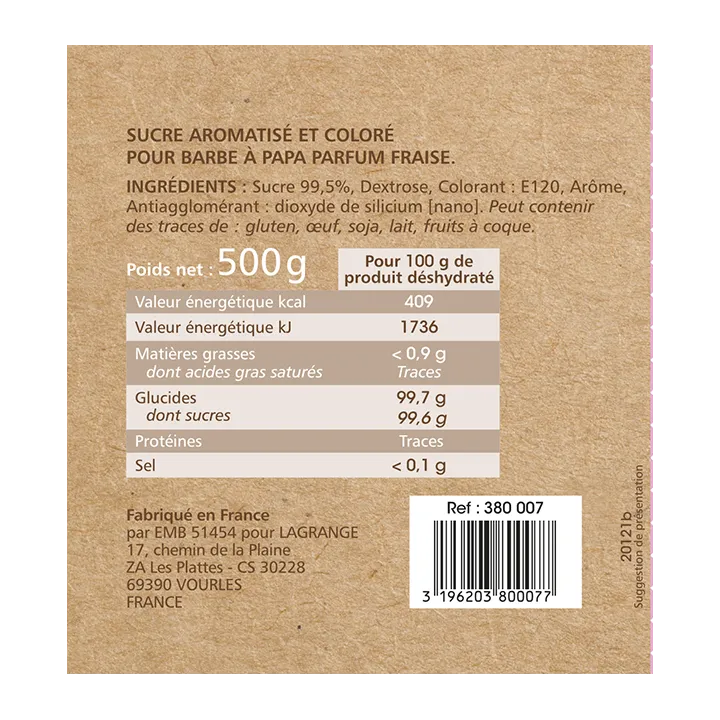 SUCRE AROMATISÉ ET COLORÉ
POUR BARBE À PAPA PARFUM FRAISE.
INGRÉDIENTS : Sucre 99,5%, Dextrose, Colorant : E120, Arôme,
Antiagglomérant : dioxyde de silicium [nano]. Peut contenir
des traces de : gluten, œuf, soja, lait, fruits à coque.
Poids net : 500g
Pour 100 g de
produit déshydraté
Valeur énergétique kcal 409
Valeur énergétique kJ 1736
Matières grasses < 0,9 g
dont acides gras saturés Traces
Glucides 99,7 g
dont sucres 99,6 g
Protéines Traces
Sel < 0,1 g
Fabriqué en France
par EMB 51454 pour LAGRANGE
17, chemin de la Plaine
ZA Les Plattes - CS 30228
69390 VOURLES
FRANCE
Ref : 380 007
3 196203 800077
20121b
Suggestion de présentation